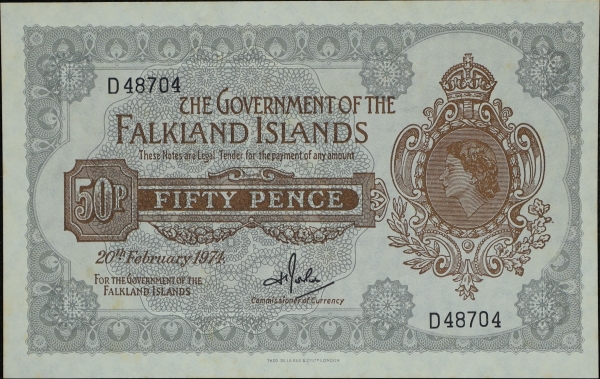 D48704
THE GOVERNMENT OF THE
FALKLAND ISLANDS
These Notes are Legal Tender for the payment of any amount
50P
FIFTY PENCE
20th February 1974
FOR THE GOVERNMENT OF THE
FALKLAND ISLANDS
Commissioner of Currency
D48704